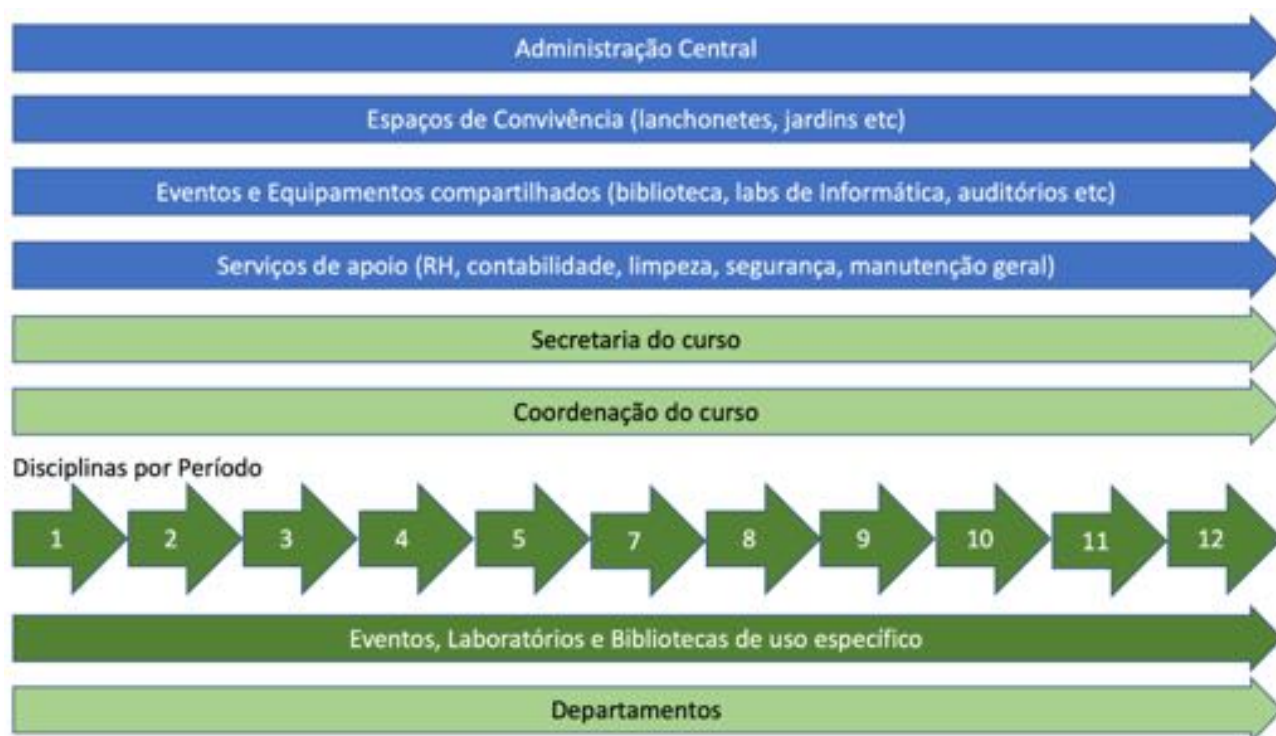 Administração Central
Espaços de Convivência (lanchonetes, jardins etc)
Eventos e Equipamentos compartilhados (biblioteca, labs de Informática, auditórios etc)
Serviços de apoio (RH, contabilidade, limpeza, segurança, manutenção geral)
Secretaria do curso
Coordenação do curso
Disciplinas por Período
1 2 3 4 5 7 8 9 10 11 12
Eventos, Laboratórios e Bibliotecas de uso específico
Departamentos